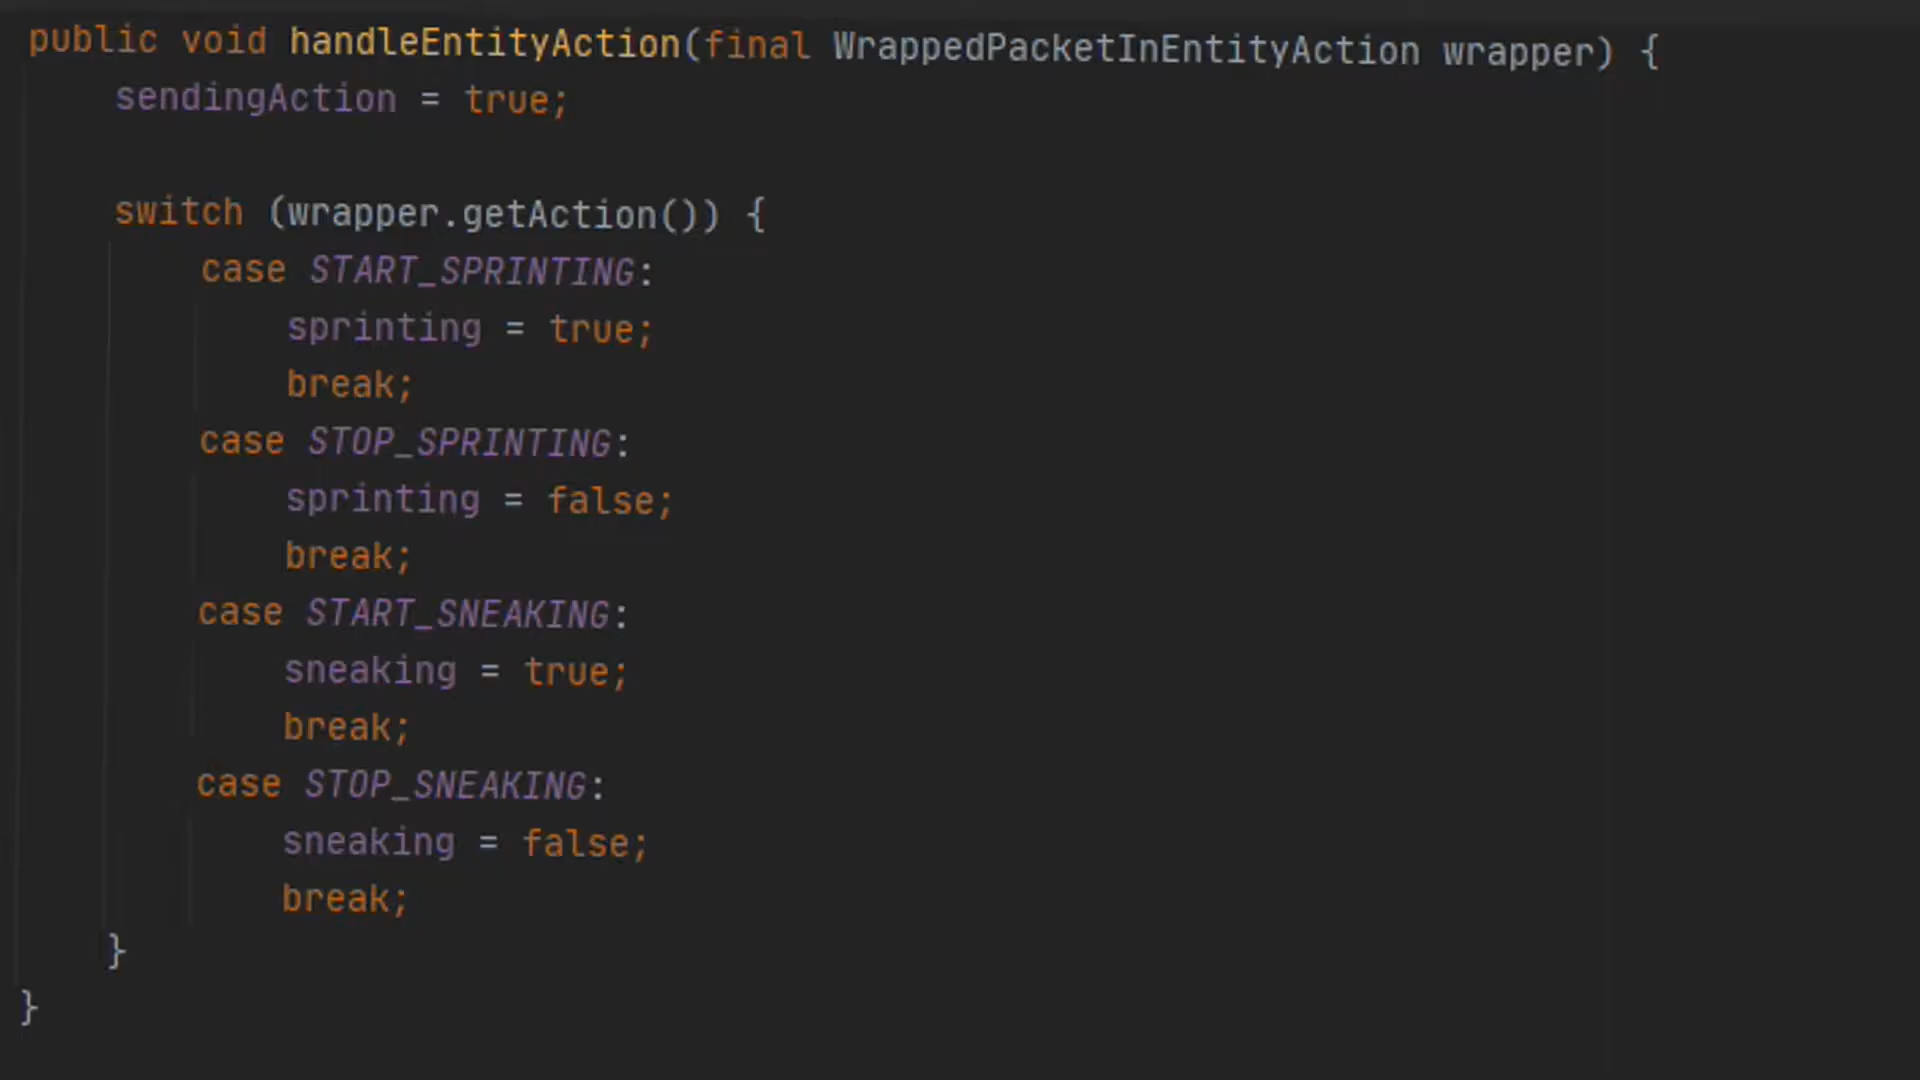 public void handleEntityAction(final WrappedPacketInEntityAction wrapper) {
sendingAction = true;
switch (wrapper.getAction()) {
case START_SPRINTING:
sprinting = true;
break;
case STOP_SPRINTING:
sprinting = false;
break;
case START_SNEAKING:
sneaking = true;
break;
case STOP_SNEAKING:
sneaking = false;
break;
}
}